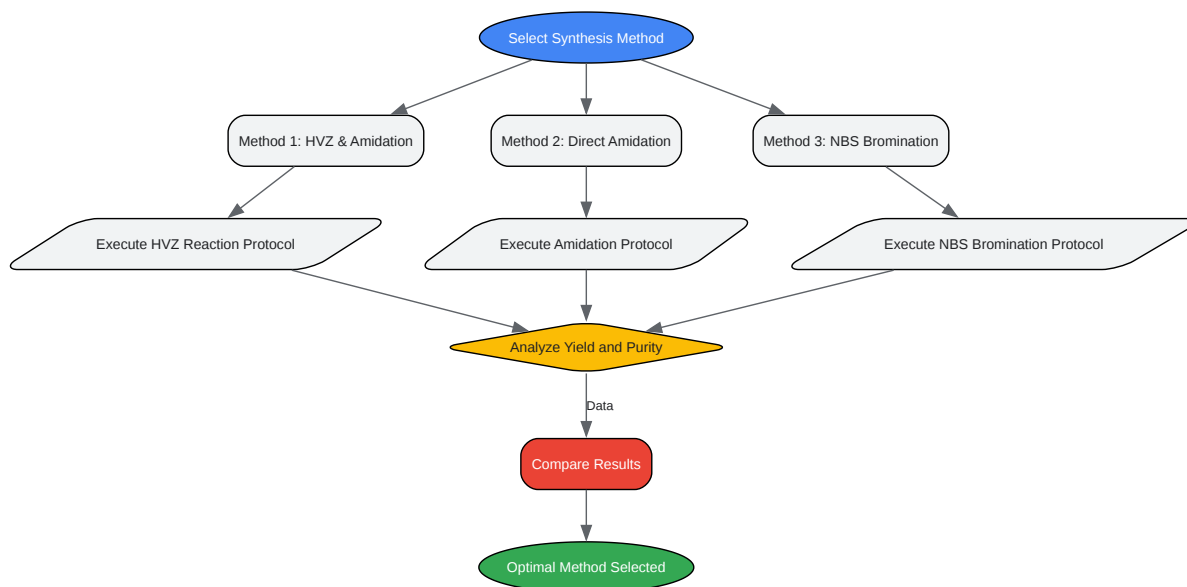 Select Synthesis Method
Method 1: HVZ & Amidation
Method 2: Direct Amidation
Method 3: NBS Bromination
Execute HVZ Reaction Protocol
Execute Amidation Protocol
Execute NBS Bromination Protocol
Analyze Yield and Purity
Data
Compare Results
Optimal Method Selected